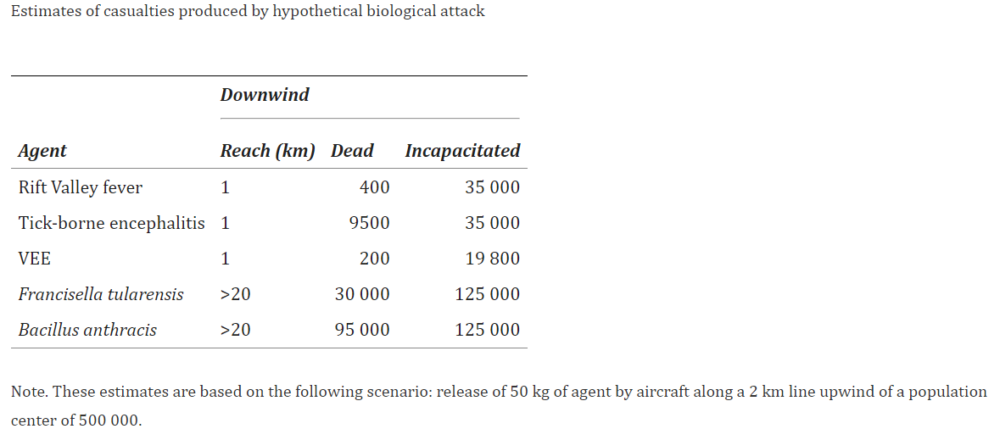 Estimates of casualties produced by hypothetical biological attack
Downwind
Agent Reach (km) Dead Incapacitated
Rift Valley fever 1 400 35 000
Tick-borne encephalitis 1 9500 35 000
VEE 1 200 19 800
Francisella tularensis >20 30 000 125 000
Bacillus anthracis >20 95 000 125 000
Note. These estimates are based on the following scenario: release of 50 kg of agent by aircraft along a 2 km line upwind of a population
center of 500 000.